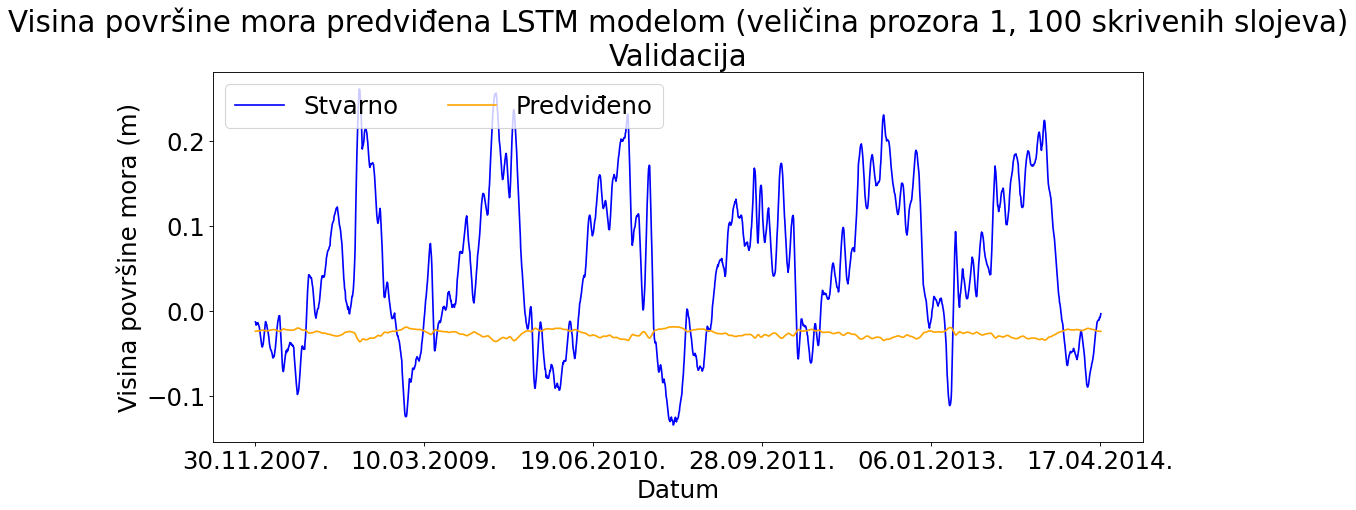 Visina površine mora predviđena LSTM modelom (veličina prozora 1, 100 skrivenih slojeva)
Validacija
Stvarno Predviđeno
Visina površine mora (m)
0.2
0.1
0.0
−0.1
30.11.2007. 10.03.2009. 19.06.2010. 28.09.2011. 06.01.2013. 17.04.2014.
Datum